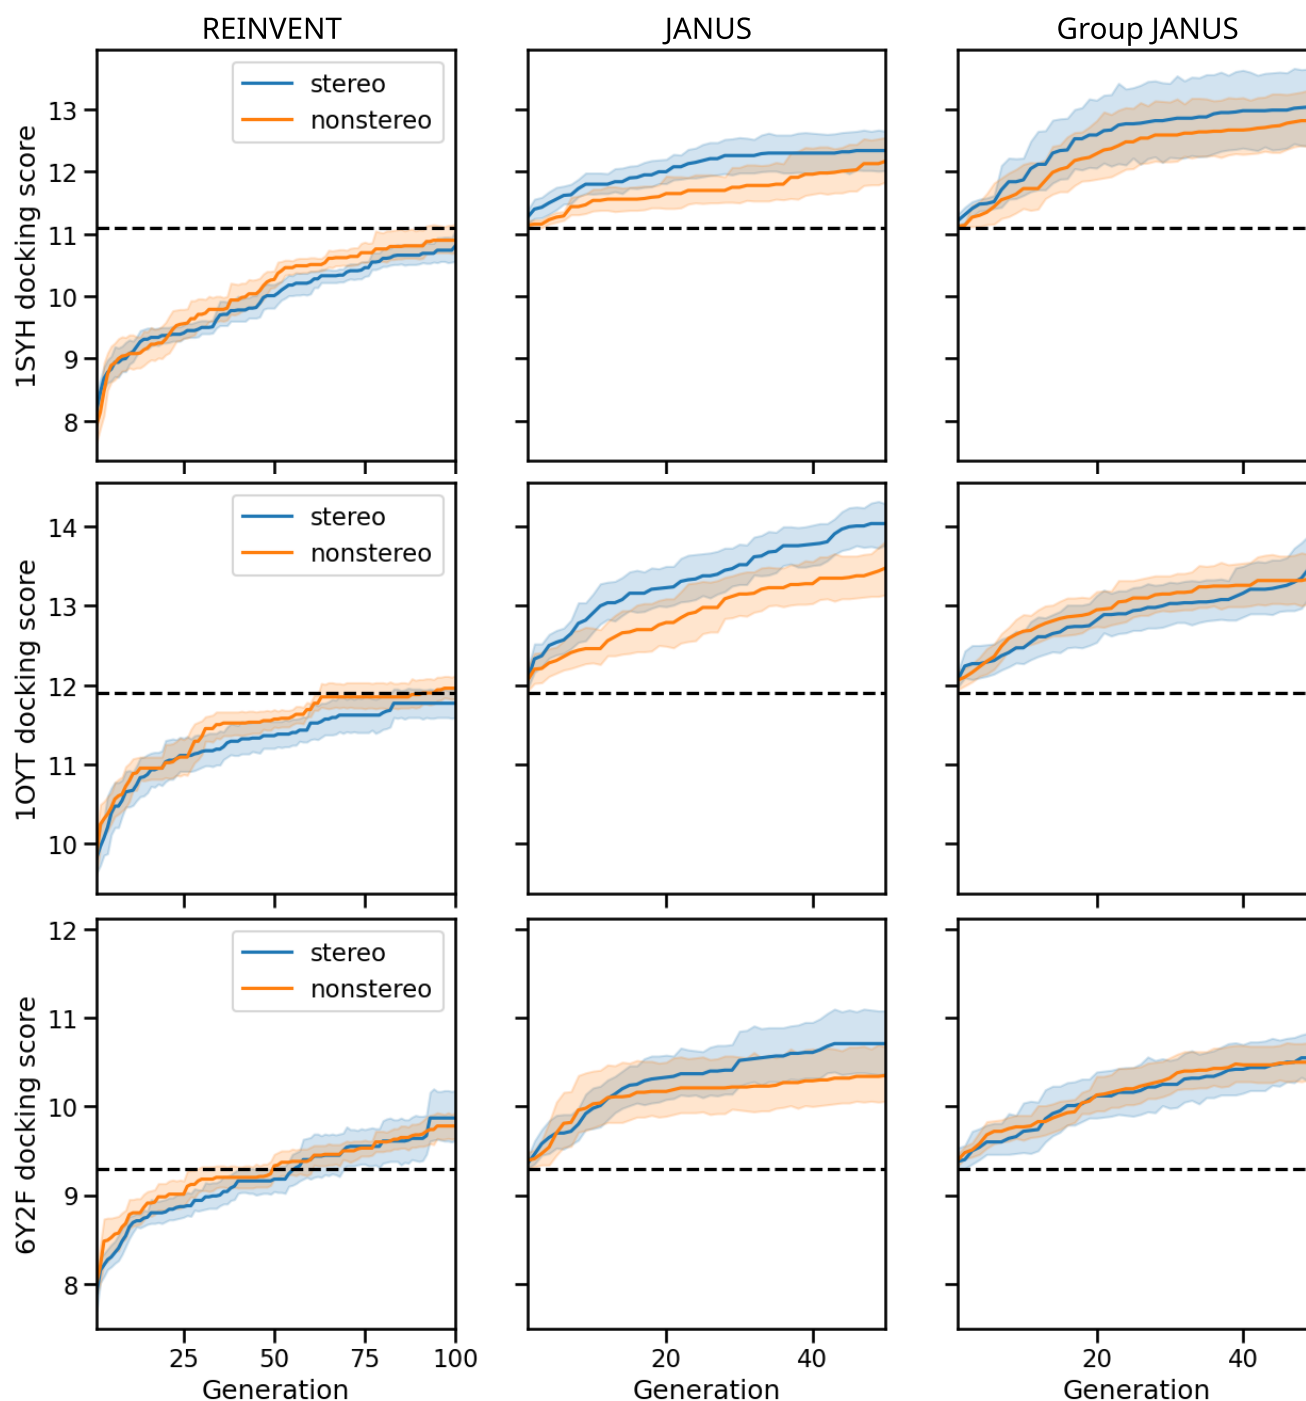 REINVENT JANUS Group JANUS
1SYH docking score
13
12
11
10
9
8
stereo
nonstereo
1OYT docking score
14
13
12
11
10
stereo
nonstereo
6Y2F docking score
12
11
10
9
8
stereo
nonstereo
25 50 75 100 20 40 20 40
Generation Generation Generation